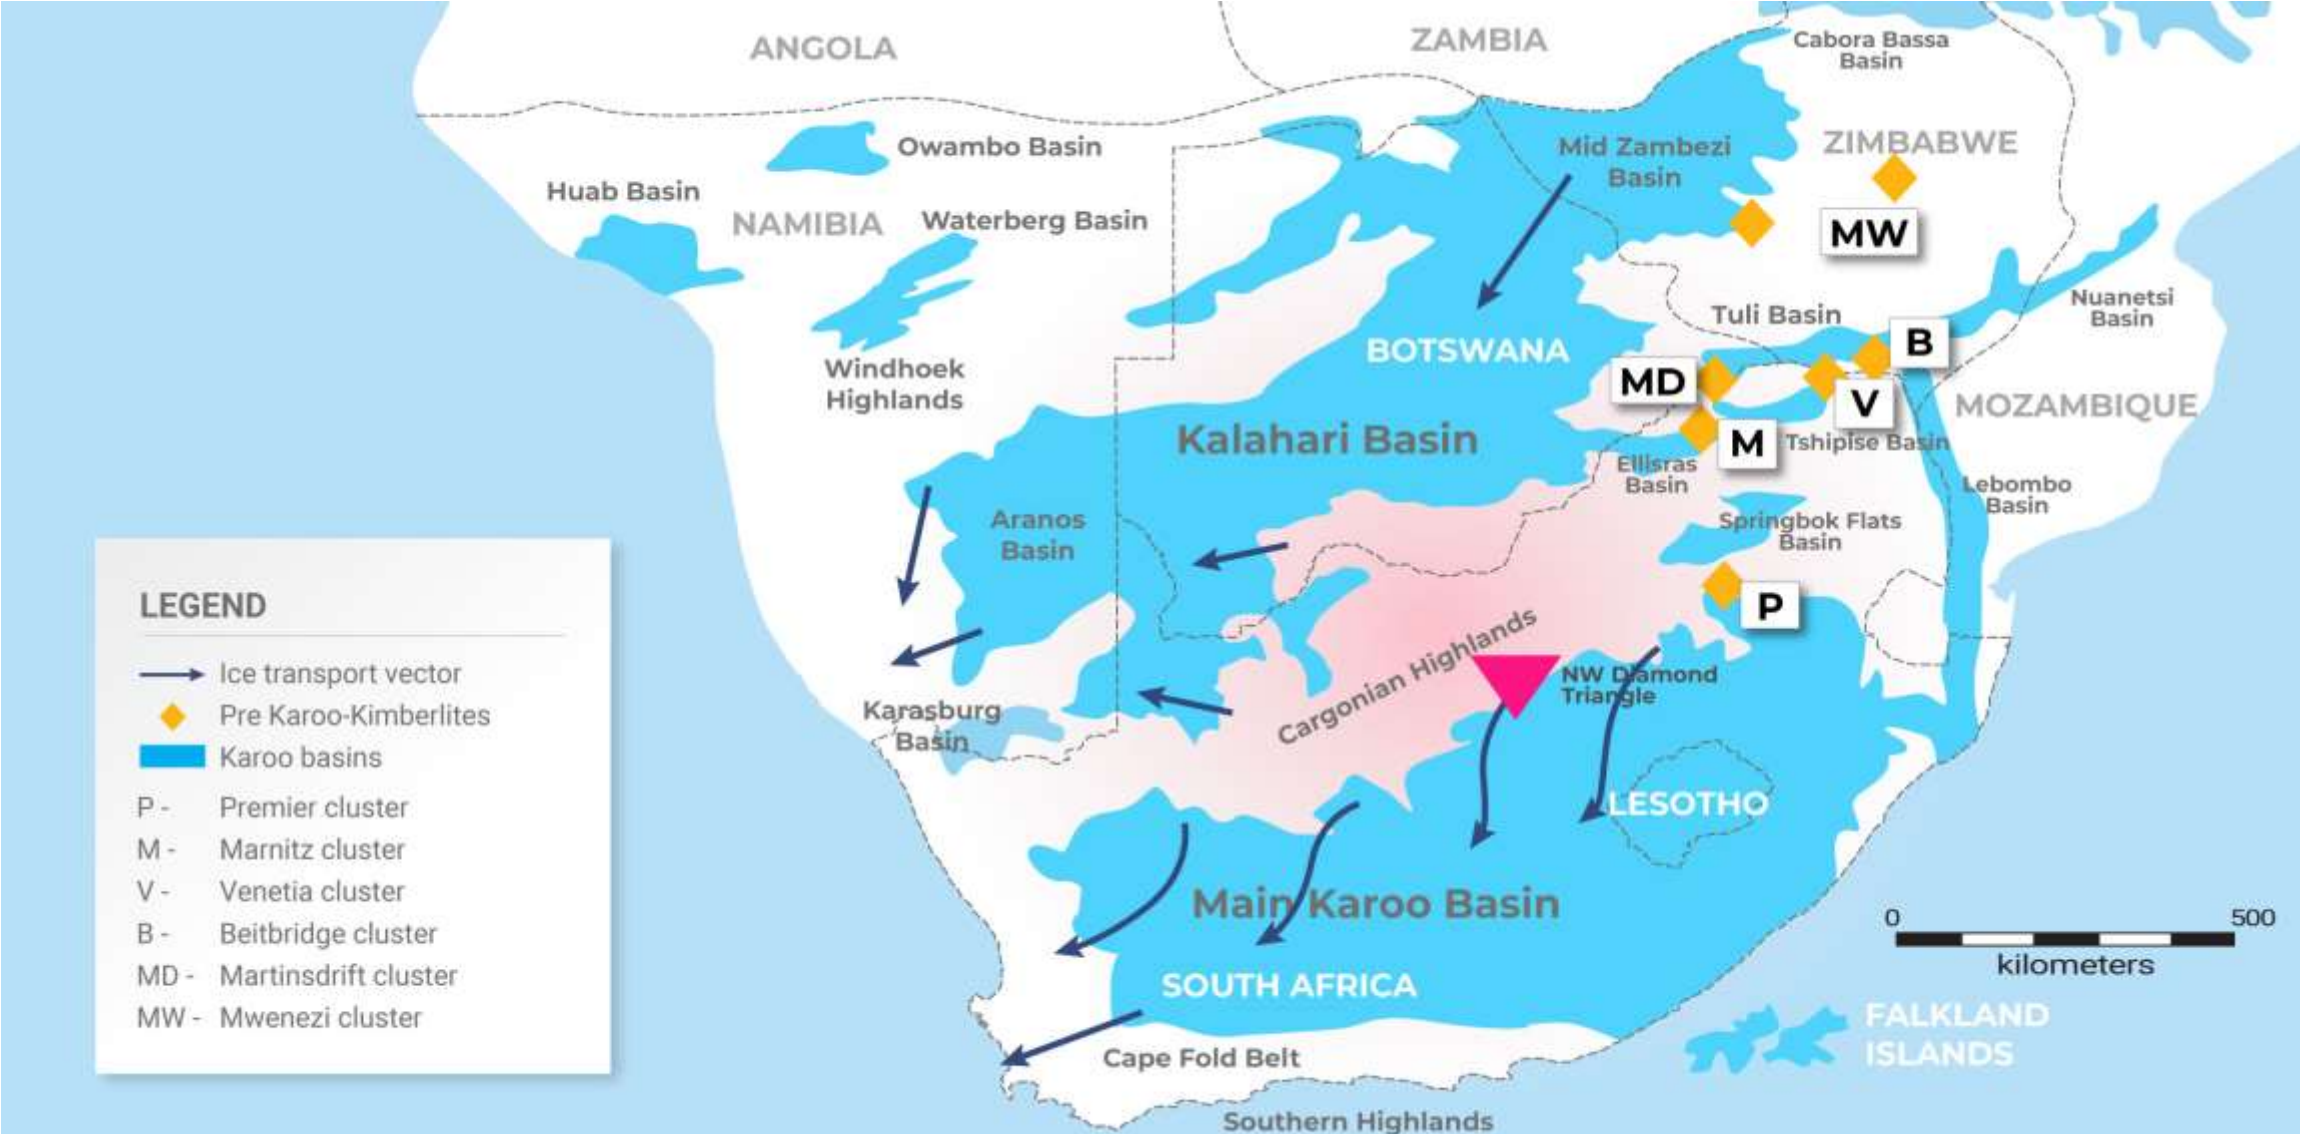 ANGOLA
ZAMBIA
Cabora Bassa
Basin
Owambo Basin
Mid Zambezi
Basin
ZIMBABWE
Huab Basin
NAMIBIA
Waterberg Basin
MW
Windhoek
Highlands
Tuli Basin
Nuanetsi
Basin
BOTSWANA
B
MD
V
MOZAMBIQUE
Kalahari Basin
M
Tshipise Basin
Ellisras
Basin
Lebombo
Basin
Aranos
Basin
Springbok Flats
Basin
P
Cargonian Highlands
NW Diamond
Triangle
Karasburg
Basin
LESOTHO
Main Karoo Basin
SOUTH AFRICA
Cape Fold Belt
Southern Highlands
0 500
kilometers
FALKLAND
ISLANDS
LEGEND
Ice transport vector
Pre Karoo-Kimberlites
Karoo basins
P - Premier cluster
M - Marnitz cluster
V - Venetia cluster
B - Beitbridge cluster
MD - Martinsdrift cluster
MW - Mwenezi cluster